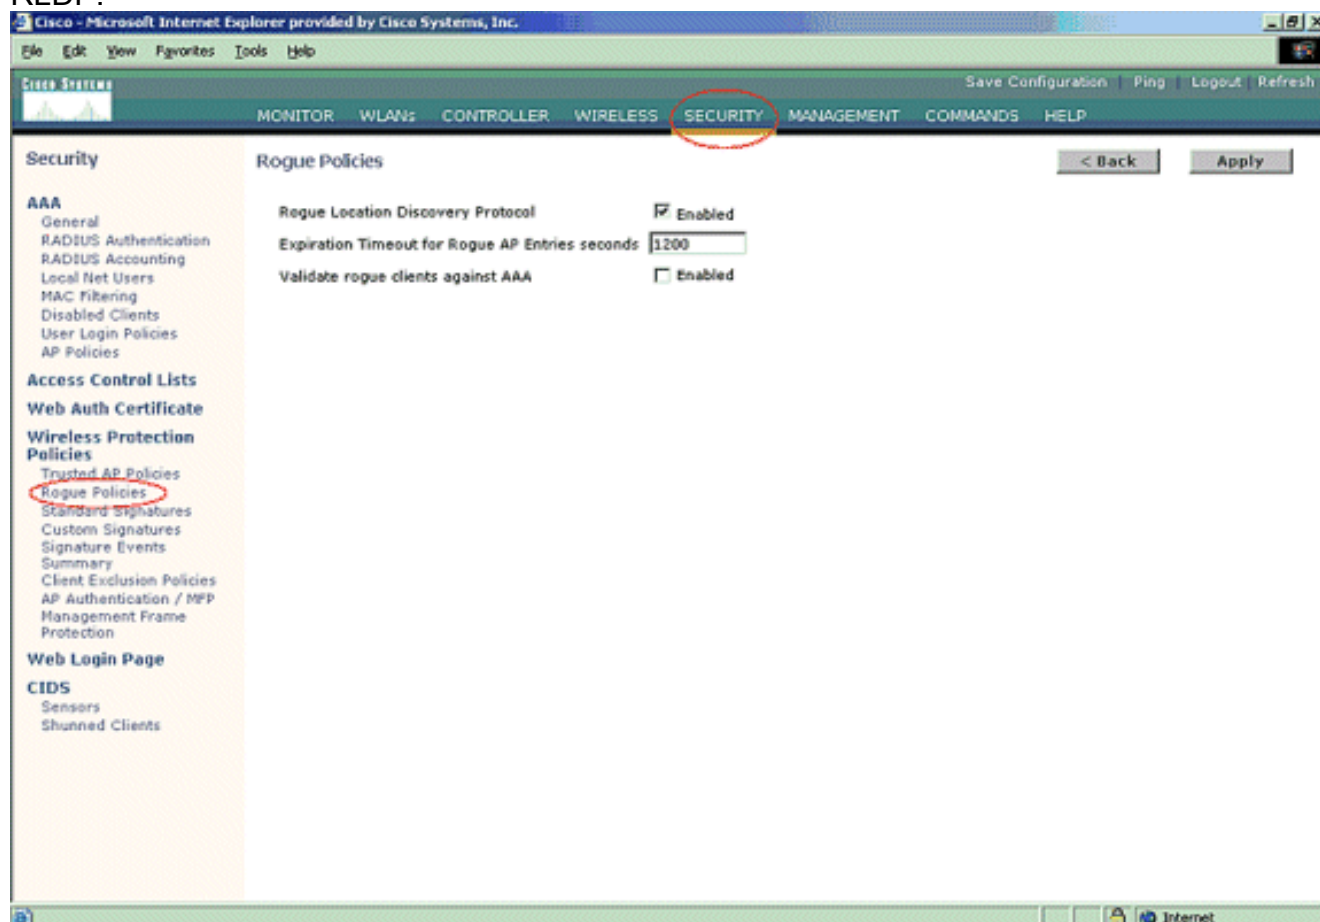 RLDP.
Cisco - Microsoft Internet Explorer provided by Cisco Systems, Inc.
File Edit View Favorites Tools Help
Cisco Systems
Save Configuration | Ping | Logout | Refresh
MONITOR WLANs CONTROLLER WIRELESS SECURITY MANAGEMENT COMMANDS HELP
Security
AAA
General
RADIUS Authentication
RADIUS Accounting
Local Net Users
MAC Filtering
Disabled Clients
User Login Policies
AP Policies
Access Control Lists
Web Auth Certificate
Wireless Protection
Policies
Trusted AP Policies
Rogue Policies
Standard Signatures
Custom Signatures
Signature Events
Summary
Client Exclusion Policies
AP Authentication / MFP
Management Frame
Protection
Web Login Page
CIDS
Sensors
Shunned Clients
Rogue Policies
< Back Apply
Rogue Location Discovery Protocol Enabled
Expiration Timeout for Rogue AP Entries seconds 1200
Validate rogue clients against AAA Enabled
Internet